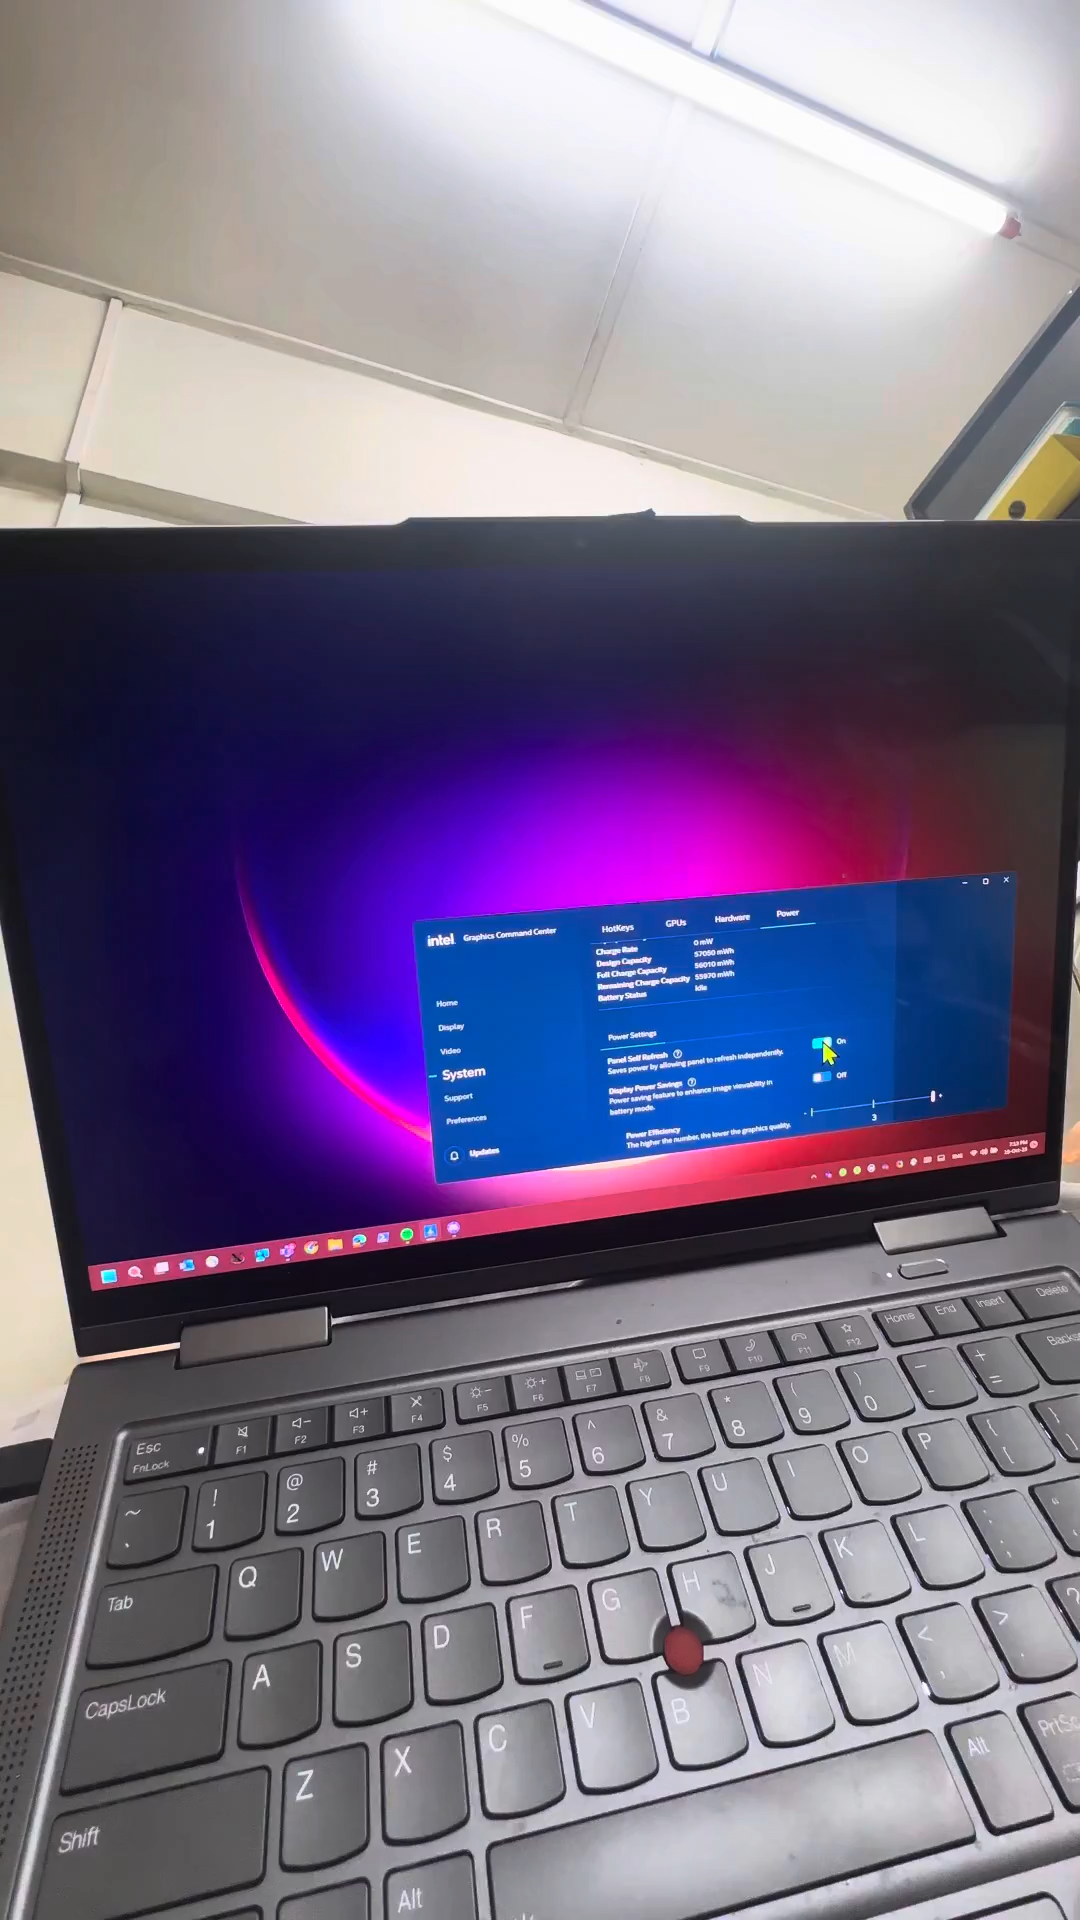 intel. Graphics Command Center
HotKeys GPUs Hardware Power
Charge Rate 0 mW
Design Capacity 57050 mWh
Full Charge Capacity 56010 mWh
Remaining Charge Capacity 55970 mWh
Battery Status Idle
Home
Display
Video
System
Support
Preferences
Updates
Power Settings
Panel Self Refresh ? On
Saves power by allowing panel to refresh independently.
Display Power Savings ? Off
Power saving feature to enhance image viewability in
battery mode.
Power Efficiency
The higher the number, the lower the graphics quality.
- + 3
7:53 PM
Home End Insert Delete
Esc FnLock F1 F2 F3 F4 F5 F6 F7 F8 F9 F10 F11 F12
~ ! 1 @ 2 # 3 $ 4 % 5 ^ 6 & 7 * 8 ( 9 ) 0 _ - + =
Tab Q W E R T Y U I O P { [ } ]
CapsLock A S D F G H J K L : ;
Shift Z X C V B N M < , > . ?
Alt Alt PrtSc